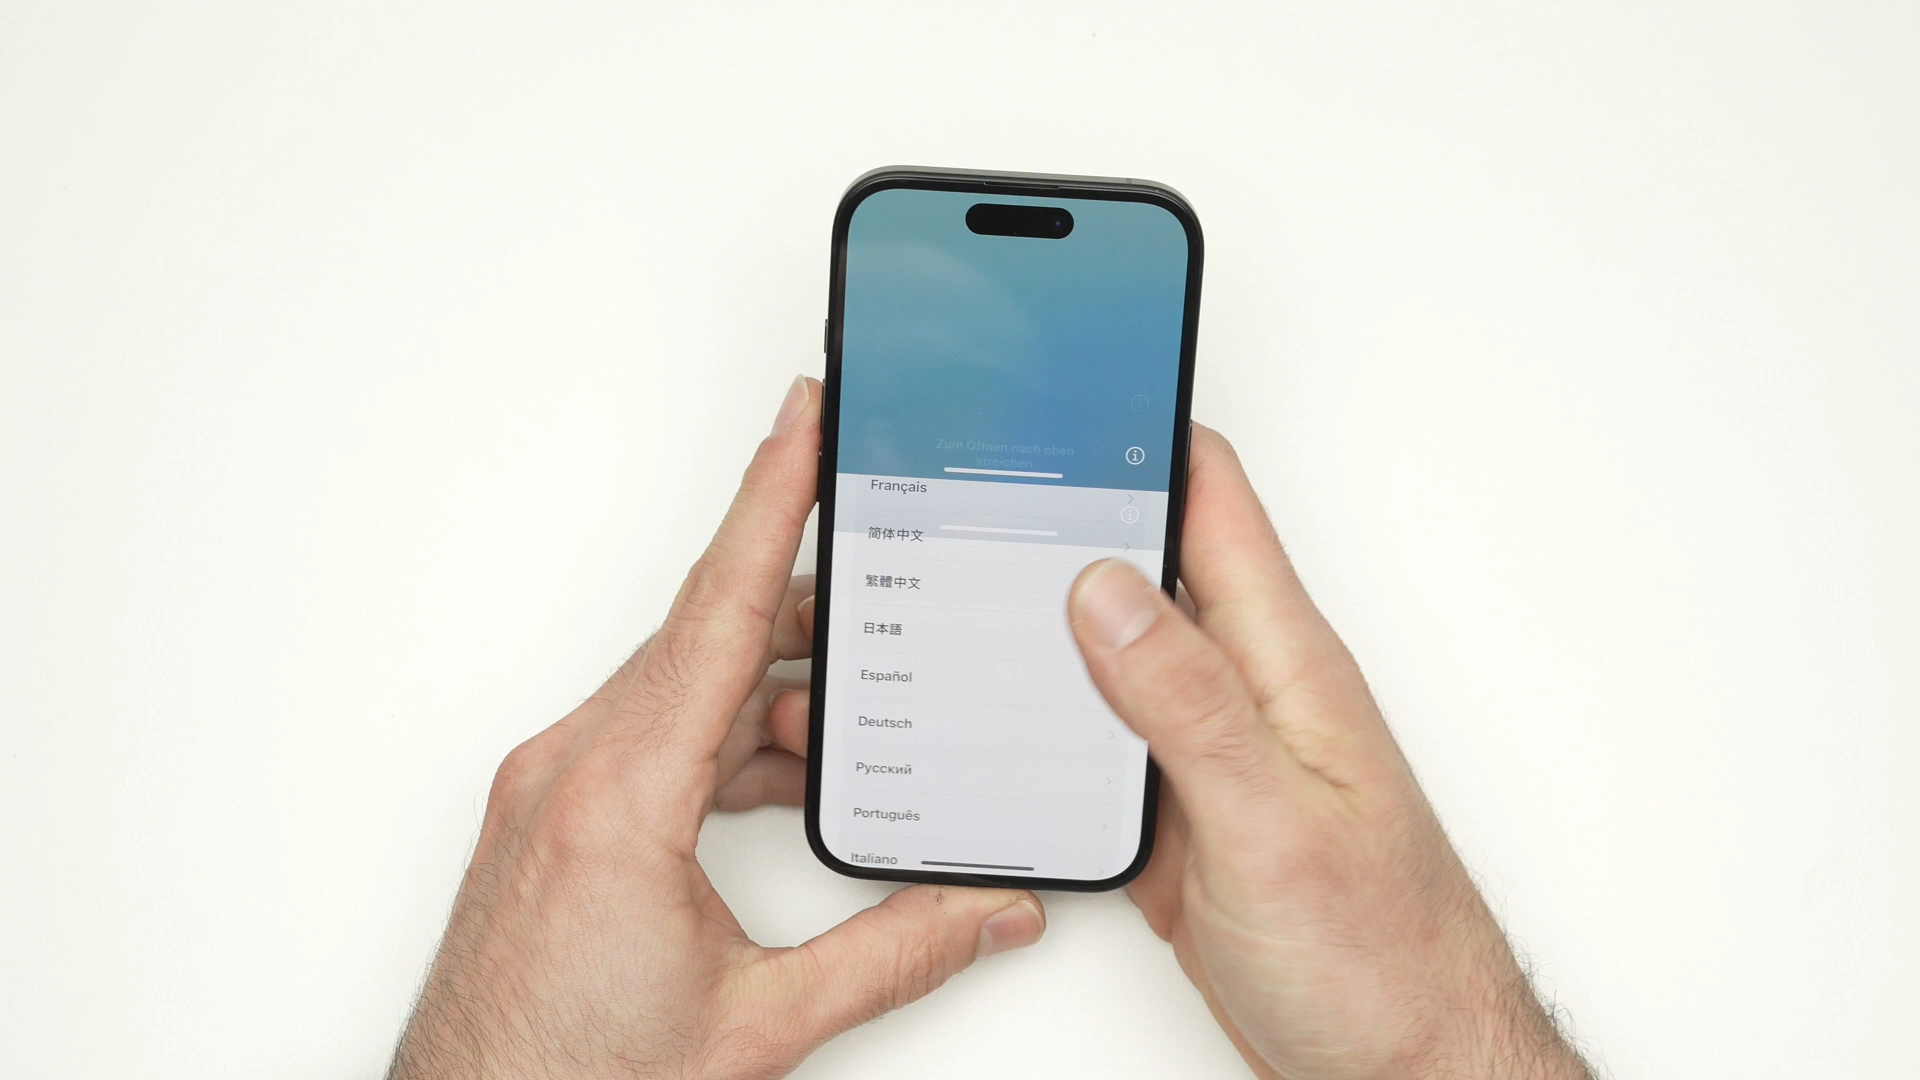 Zum Öffnen nach oben
streichen
Français
简体中文
繁體中文
日本語
Español
Deutsch
Русский
Português
Italiano